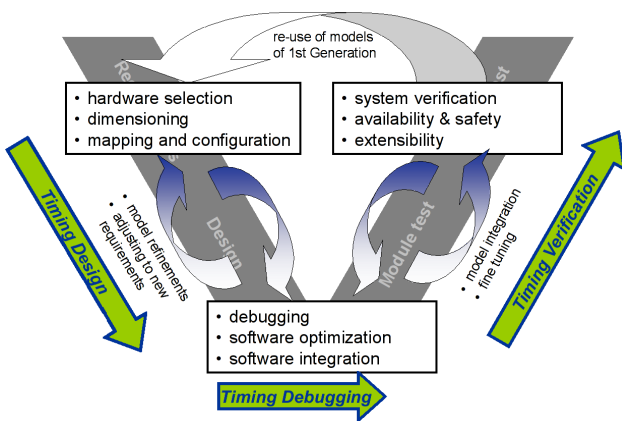 re-use of models
of 1st Generation
• hardware selection
• dimensioning
• mapping and configuration
• system verification
• availability & safety
• extensibility
Timing Design
• model refinements
• adjusting to new
requirements
Design
Module test
• model integration
• fine tuning
Timing Verification
• debugging
• software optimization
• software integration
Timing Debugging